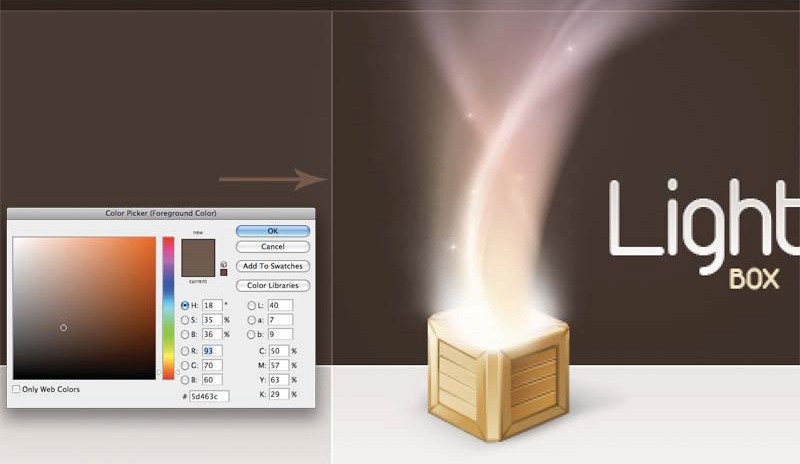 Color Picker (Foreground Color)
new
current
OK
Cancel
Add To Swatches
Color Libraries
H: 18 °
S: 35 %
B: 36 %
R: 93
G: 70
B: 60
# 5d463c
L: 40
a: 7
b: 9
C: 50 %
M: 57 %
Y: 63 %
K: 29 %
Only Web Colors
Light
BOX